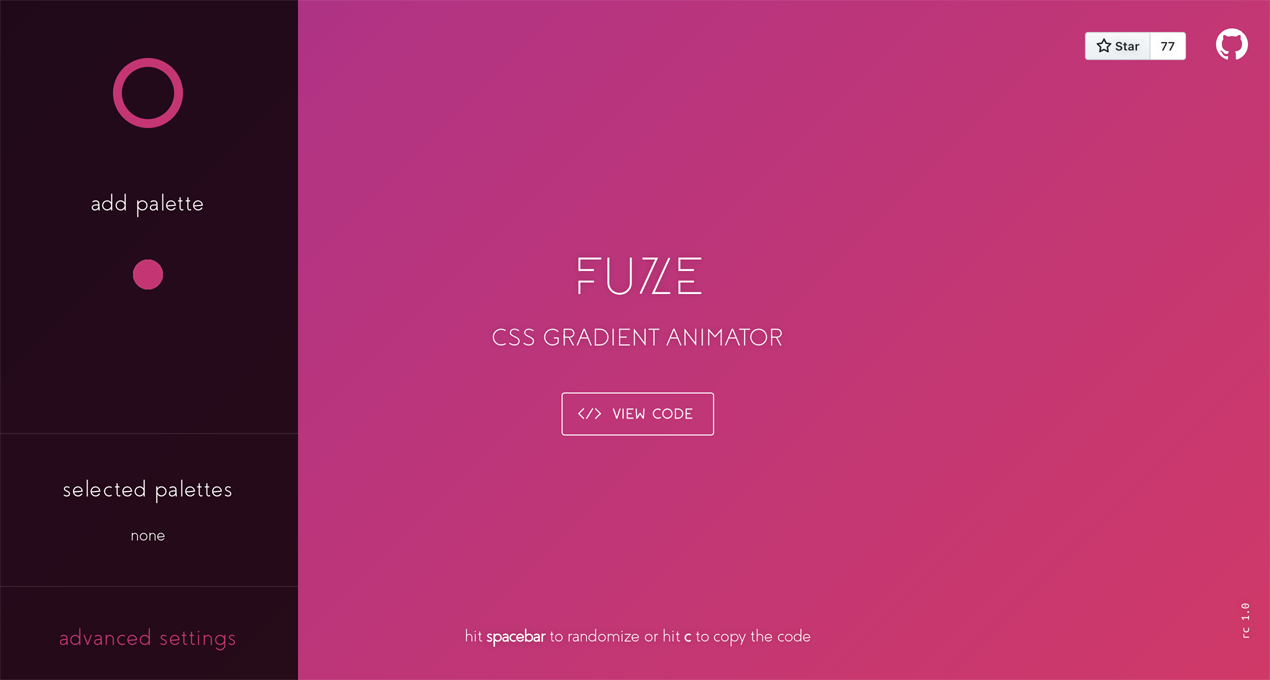 add palette
selected palettes
none
advanced settings
Star 77
FUZE
CSS GRADIENT ANIMATOR
</> VIEW CODE
hit spacebar to randomize or hit c to copy the code
rc 1.0